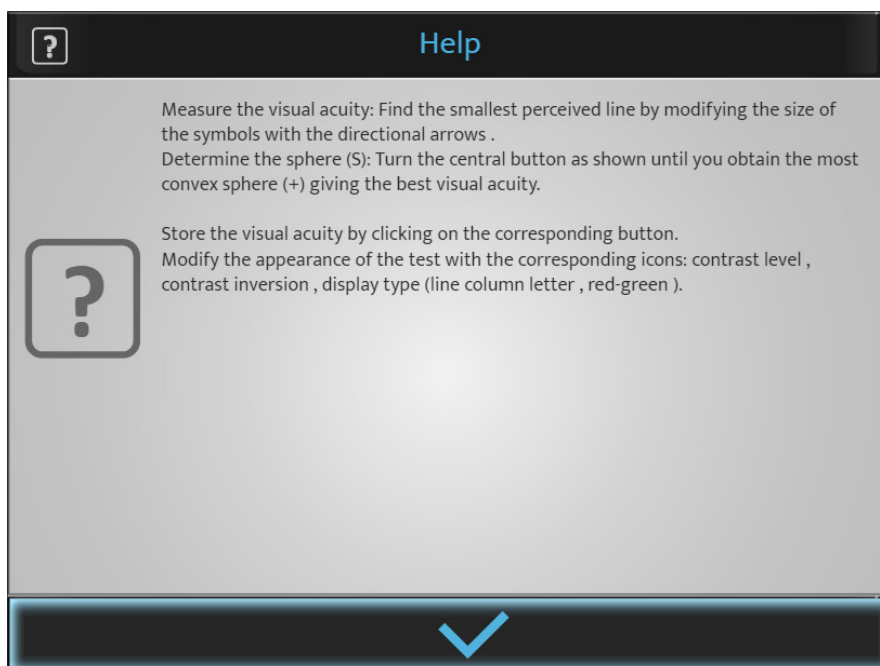 Help
Measure the visual acuity: Find the smallest perceived line by modifying the size of
the symbols with the directional arrows .
Determine the sphere (S): Turn the central button as shown until you obtain the most
convex sphere (+) giving the best visual acuity.
Store the visual acuity by clicking on the corresponding button.
Modify the appearance of the test with the corresponding icons: contrast level ,
contrast inversion , display type (line column letter , red-green ).